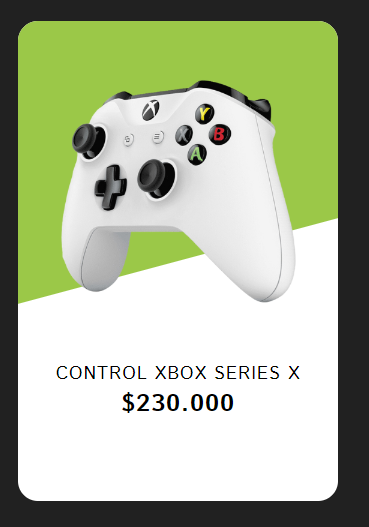 Y
X B
A
CONTROL XBOX SERIES X
$230.000